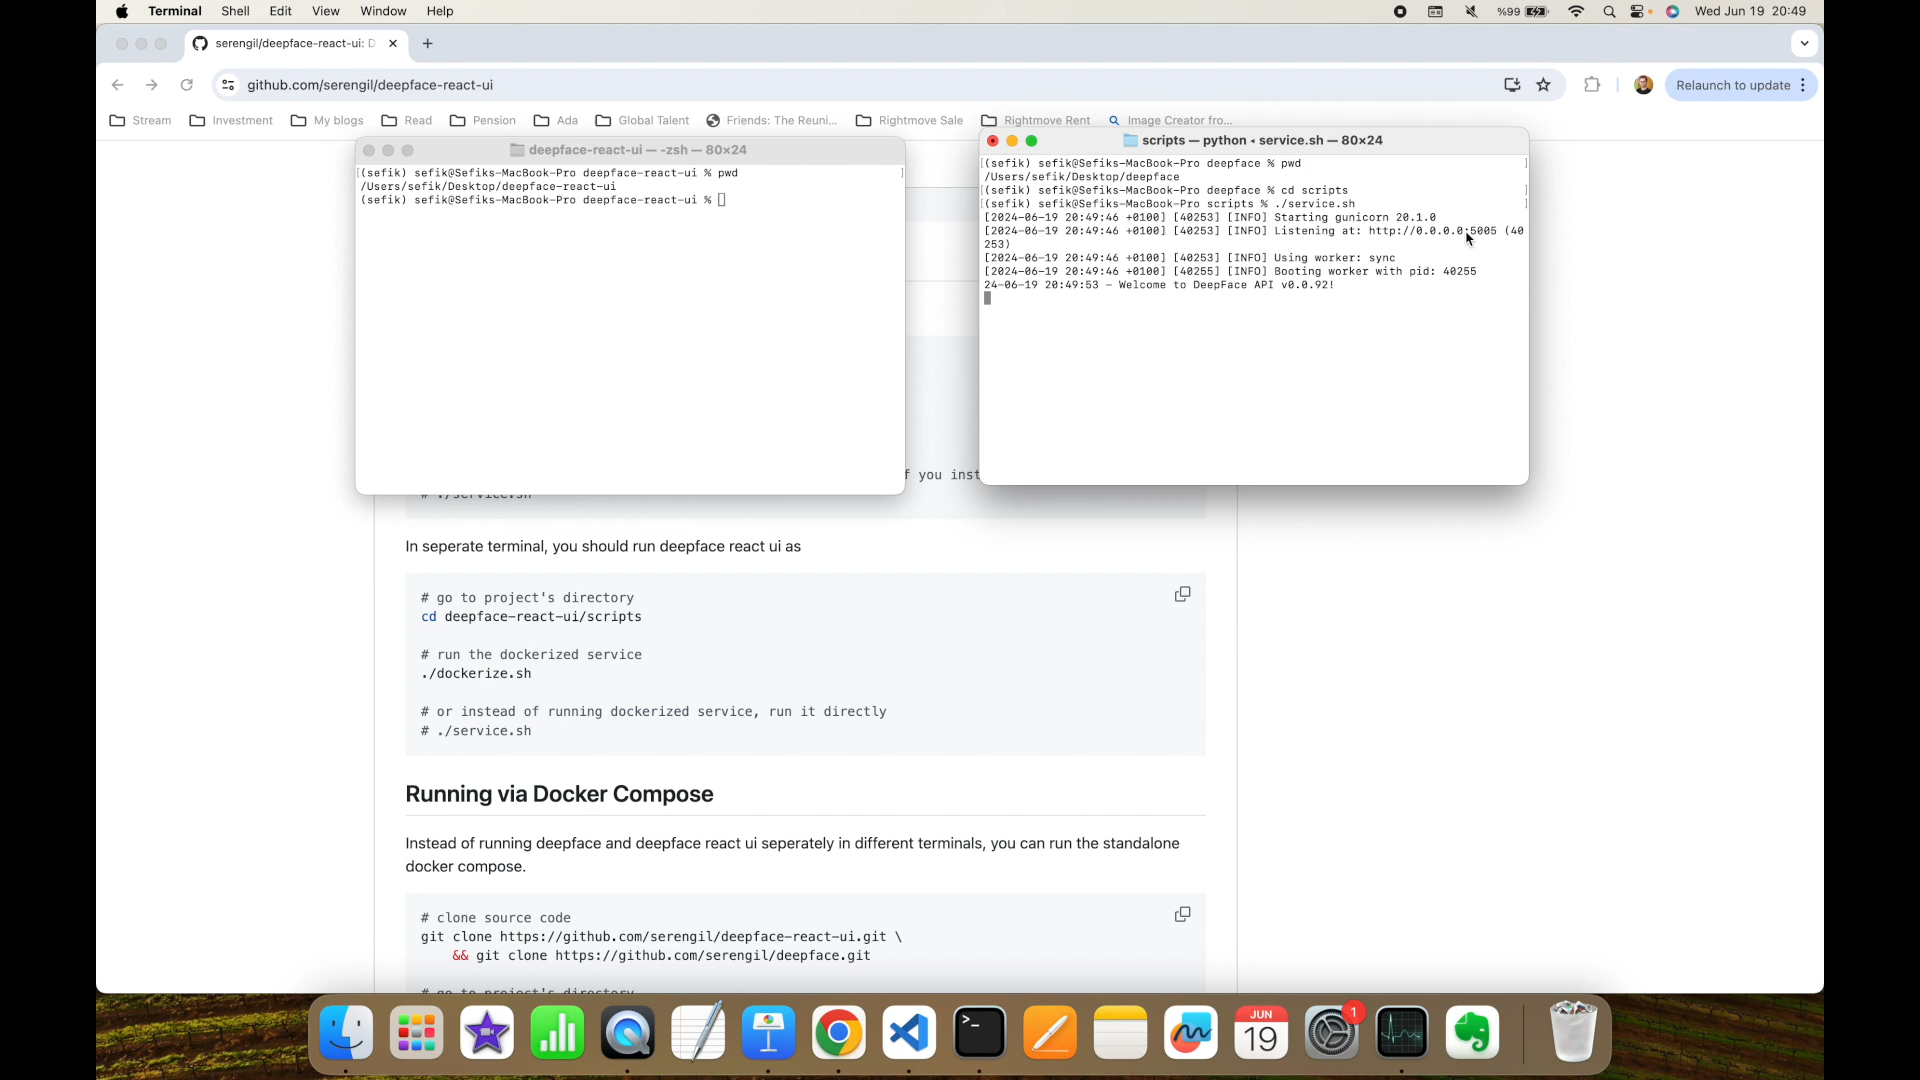 Terminal Shell Edit View Window Help %99 Wed Jun 19 20:49
serengil/deepface-react-ui: D
github.com/serengil/deepface-react-ui Relaunch to update
Stream Investment My blogs Read Pension Ada Global Talent Friends: The Reuni... Rightmove Sale Rightmove Rent Image Creator fro...
deepface-react-ui — -zsh — 80×24
(sefik) sefik@Sefiks-MacBook-Pro deepface-react-ui % pwd
/Users/sefik/Desktop/deepface-react-ui
(sefik) sefik@Sefiks-MacBook-Pro deepface-react-ui %
scripts — python ◂ service.sh — 80×24
(sefik) sefik@Sefiks-MacBook-Pro deepface % pwd
/Users/sefik/Desktop/deepface
(sefik) sefik@Sefiks-MacBook-Pro deepface % cd scripts
(sefik) sefik@Sefiks-MacBook-Pro scripts % ./service.sh
[2024-06-19 20:49:46 +0100] [40253] [INFO] Starting gunicorn 20.1.0
[2024-06-19 20:49:46 +0100] [40253] [INFO] Listening at: http://0.0.0.0:5005 (40
253)
[2024-06-19 20:49:46 +0100] [40253] [INFO] Using worker: sync
[2024-06-19 20:49:46 +0100] [40255] [INFO] Booting worker with pid: 40255
24-06-19 20:49:53 - Welcome to DeepFace API v0.0.92!
f you inst
# ./service.sh
In seperate terminal, you should run deepface react ui as
# go to project's directory
cd deepface-react-ui/scripts
# run the dockerized service
./dockerize.sh
# or instead of running dockerized service, run it directly
# ./service.sh
Running via Docker Compose
Instead of running deepface and deepface react ui seperately in different terminals, you can run the standalone
docker compose.
# clone source code
git clone https://github.com/serengil/deepface-react-ui.git \
&& git clone https://github.com/serengil/deepface.git
# go to project's directory
>_
JUN
19
1